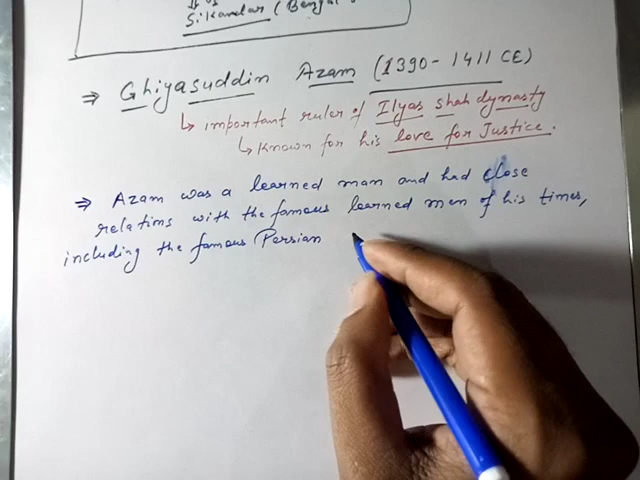 Sikandar (Bengal
⇒ Ghiyasuddin Azam (1390 - 1411 CE)
↳ important ruler of Ilyas shah dynasty
↳ Known for his love for Justice.
⇒ Azam was a learned man and had close
relations with the famous learned men of his times,
including the famous Persian